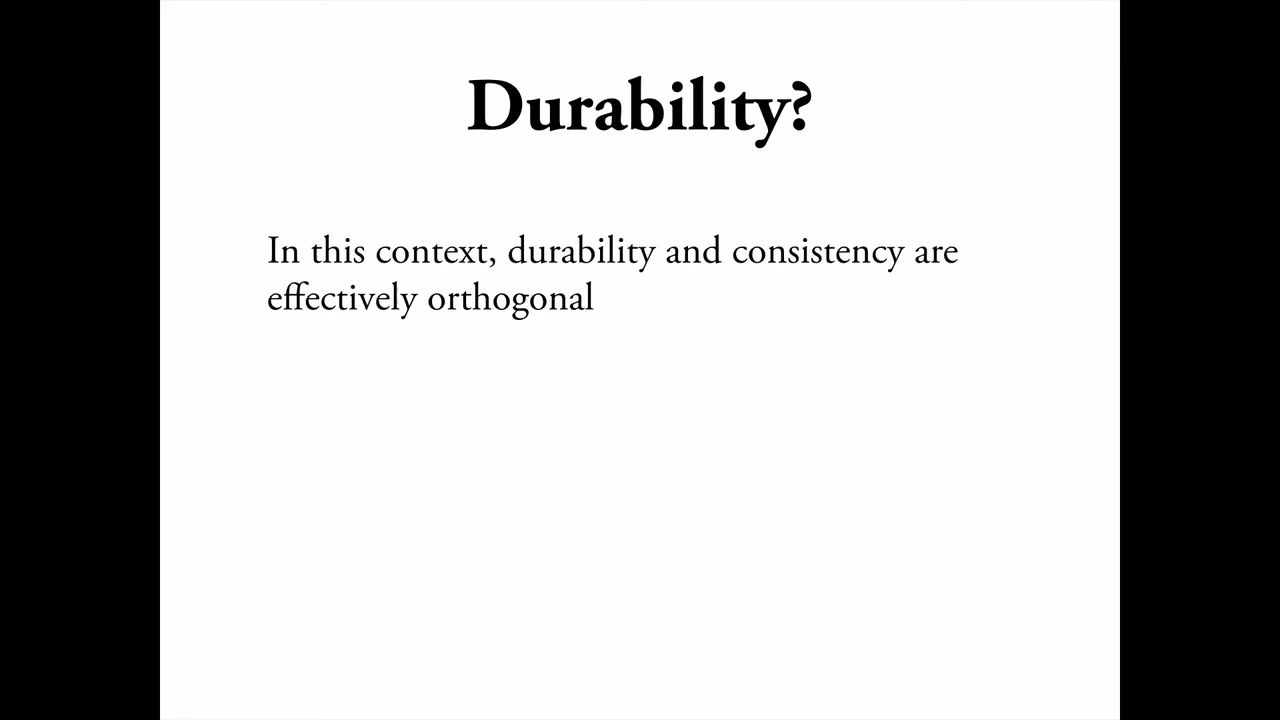 Durability?
In this context, durability and consistency are
effectively orthogonal